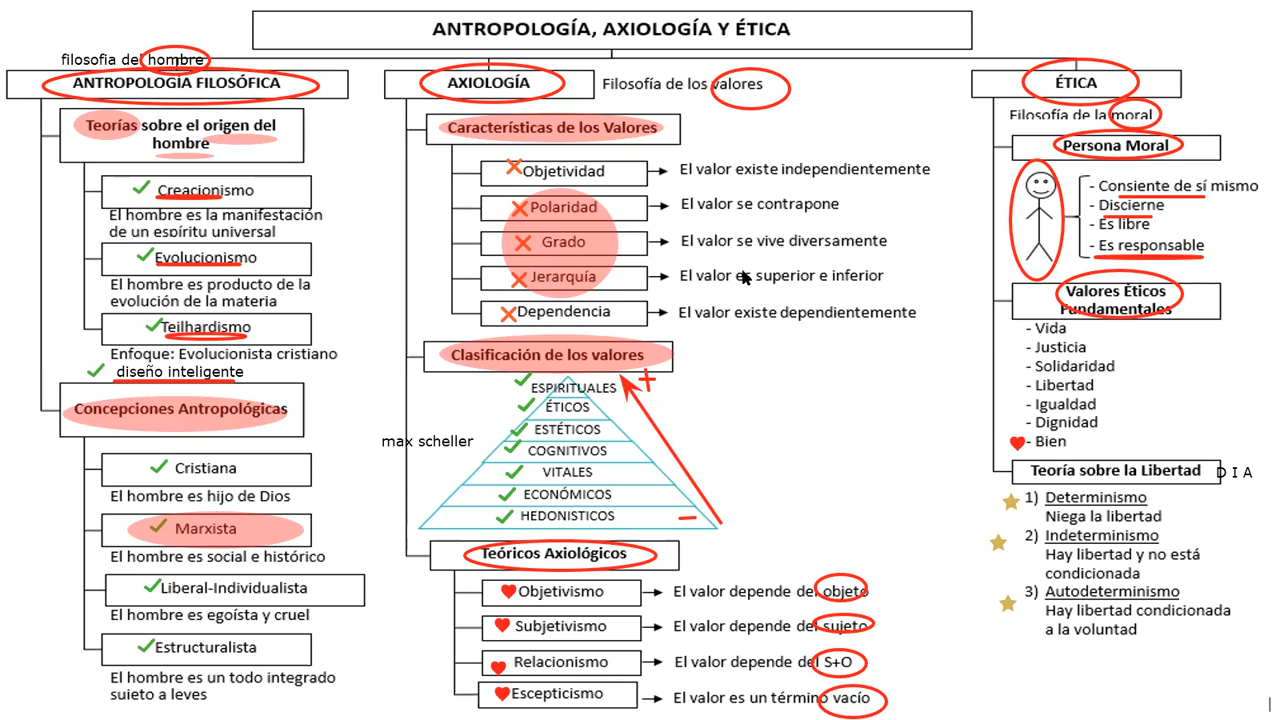 ANTROPOLOGÍA, AXIOLOGÍA Y ÉTICA
filosofia del hombre
ANTROPOLOGÍA FILOSÓFICA
Teorías sobre el origen del
hombre
Creacionismo
El hombre es la manifestación
de un espíritu universal
Evolucionismo
El hombre es producto de la
evolución de la materia
Teilhardismo
Enfoque: Evolucionista cristiano
diseño inteligente
Concepciones Antropológicas
Cristiana
El hombre es hijo de Dios
Marxista
El hombre es social e histórico
Liberal-Individualista
El hombre es egoísta y cruel
Estructuralista
El hombre es un todo integrado
sujeto a leves
AXIOLOGÍA
Filosofía de los valores
Características de los Valores
Objetividad
El valor existe independientemente
Polaridad
El valor se contrapone
Grado
El valor se vive diversamente
Jerarquía
El valor es superior e inferior
Dependencia
El valor existe dependientemente
Clasificación de los valores
+
ESPIRITUALES
ÉTICOS
ESTÉTICOS
max scheller
COGNITIVOS
VITALES
ECONÓMICOS
HEDONISTICOS
–
Teóricos Axiológicos
Objetivismo
El valor depende del objeto
Subjetivismo
El valor depende del sujeto
Relacionismo
El valor depende del S+O
Escepticismo
El valor es un término vacío
ÉTICA
Filosofía de la moral
Persona Moral
- Consiente de sí mismo
- Discierne
- Es libre
- Es responsable
Valores Éticos
Fundamentales
- Vida
- Justicia
- Solidaridad
- Libertad
- Igualdad
- Dignidad
- Bien
Teoría sobre la Libertad
D I A
1) Determinismo
Niega la libertad
2) Indeterminismo
Hay libertad y no está
condicionada
3) Autodeterminismo
Hay libertad condicionada
a la voluntad